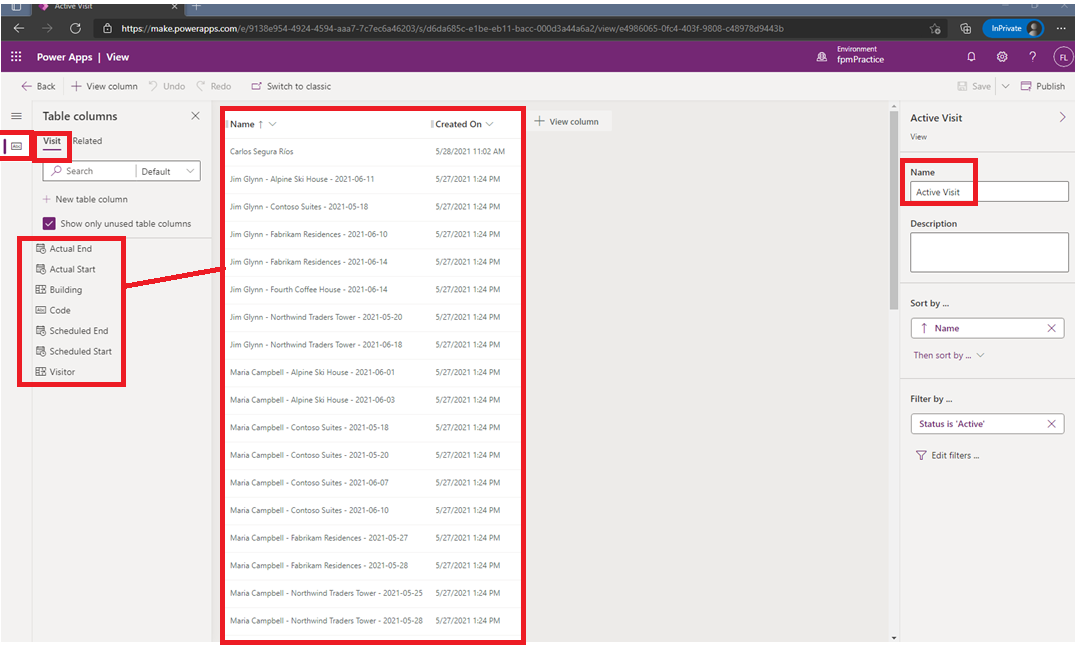 Active Visit
https://make.powerapps.com/e/9138e954-4924-4594-aaa7-7c7ec6a46203/s/d6da685c-e1be-eb11-bacc-000d3a44a6a2/view/e4986065-0fc4-403f-9808-c48978d9443b
InPrivate
Power Apps | View
Environment
fpmPractice
FL
Back
View column
Undo
Redo
Switch to classic
Save
Publish
Table columns
Visit
Related
Search
Default
New table column
Show only unused table columns
Actual End
Actual Start
Building
Code
Scheduled End
Scheduled Start
Visitor
Name ↑ Created On
View column
Carlos Segura Ríos 5/28/2021 11:02 AM
Jim Glynn - Alpine Ski House - 2021-06-11 5/27/2021 1:24 PM
Jim Glynn - Contoso Suites - 2021-05-18 5/27/2021 1:24 PM
Jim Glynn - Fabrikam Residences - 2021-06-10 5/27/2021 1:24 PM
Jim Glynn - Fabrikam Residences - 2021-06-14 5/27/2021 1:24 PM
Jim Glynn - Fourth Coffee House - 2021-06-14 5/27/2021 1:24 PM
Jim Glynn - Northwind Traders Tower - 2021-05-20 5/27/2021 1:24 PM
Jim Glynn - Northwind Traders Tower - 2021-06-18 5/27/2021 1:24 PM
Maria Campbell - Alpine Ski House - 2021-06-01 5/27/2021 1:24 PM
Maria Campbell - Alpine Ski House - 2021-06-03 5/27/2021 1:24 PM
Maria Campbell - Contoso Suites - 2021-05-18 5/27/2021 1:24 PM
Maria Campbell - Contoso Suites - 2021-05-20 5/27/2021 1:24 PM
Maria Campbell - Contoso Suites - 2021-06-07 5/27/2021 1:24 PM
Maria Campbell - Contoso Suites - 2021-06-10 5/27/2021 1:24 PM
Maria Campbell - Fabrikam Residences - 2021-05-27 5/27/2021 1:24 PM
Maria Campbell - Fabrikam Residences - 2021-05-28 5/27/2021 1:24 PM
Maria Campbell - Northwind Traders Tower - 2021-05-25 5/27/2021 1:24 PM
Maria Campbell - Northwind Traders Tower - 2021-05-28 5/27/2021 1:24 PM
Active Visit
View
Name
Active Visit
Description
Sort by ...
↑ Name
Then sort by ...
Filter by ...
Status is 'Active'
Edit filters ...